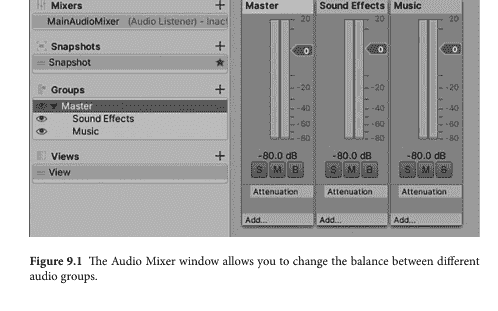 Mixers +
MainAudioMixer (Audio Listener) - Inac
Snapshots +
Snapshot
Groups +
Master
Sound Effects
Music
Views +
View
Master Sound Effects Music
20 20 20
0 0 0
-20 -20 -20
-40 -40 -40
-60 -60 -60
-80 -80 -80
-80.0 dB -80.0 dB -80.0 dB
S M B S M B S M B
Attenuation Attenuation Attenuation
Add... Add... Add...
Figure 9.1 The Audio Mixer window allows you to change the balance between different
audio groups.